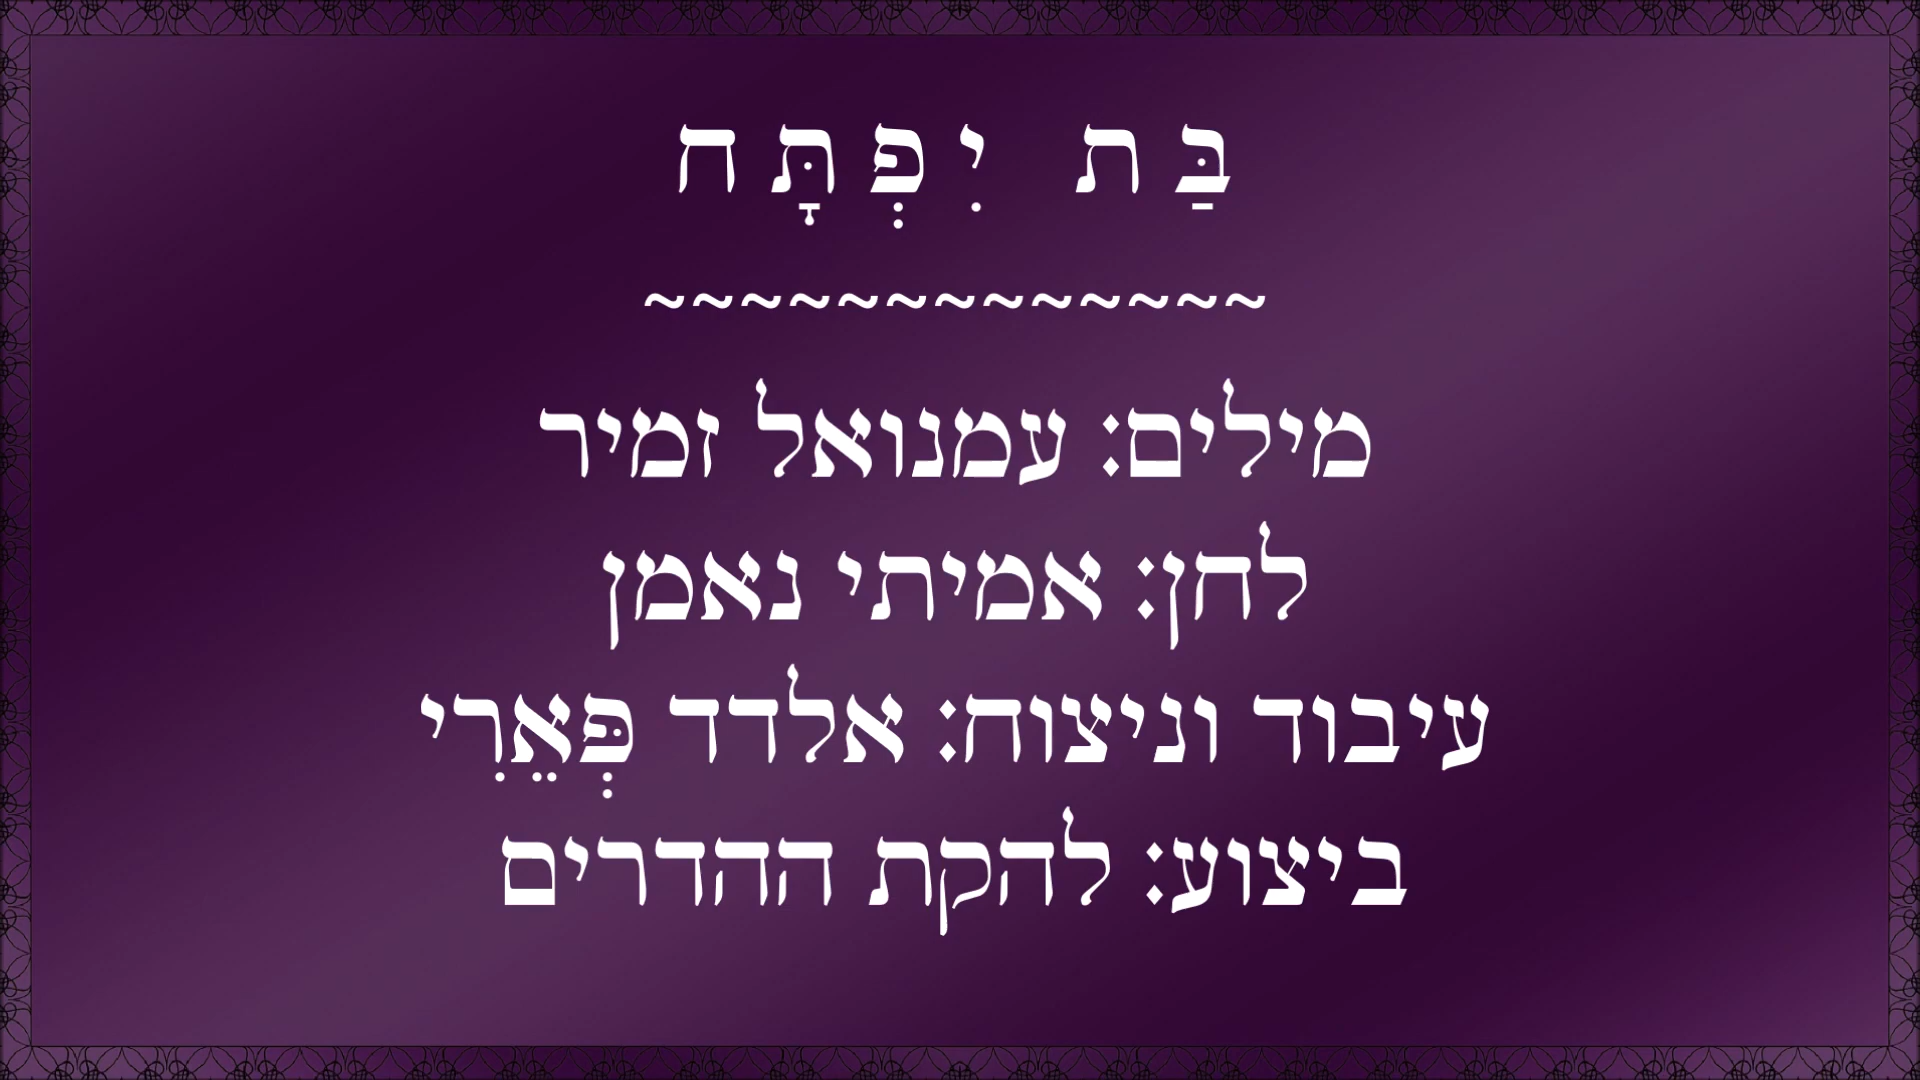 בַּת יִפְתָּח
~~~~~~~~~~~~~
מילים: עמנואל זמיר
לחן: אמיתי נאמן
עיבוד וניצוח: אלדד פְּאֵרִי
ביצוע: להקת ההדרים